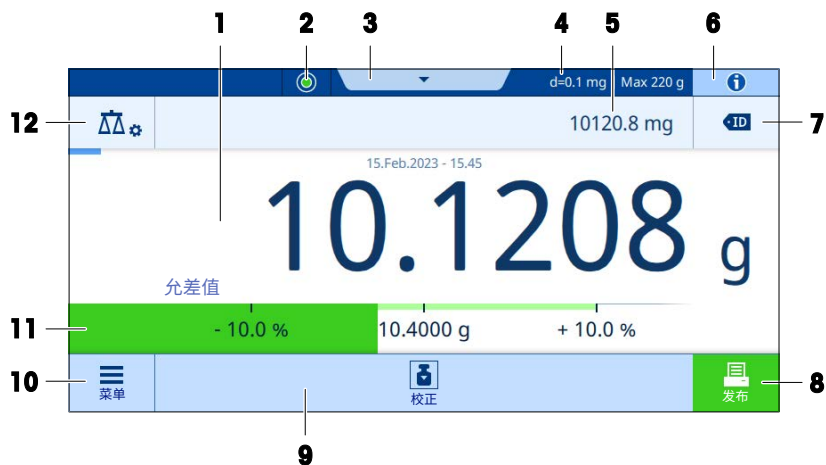 1 2 3 4 5 6
d=0.1 mg Max 220 g
12 10120.8 mg ID 7
15.Feb.2023 - 15.45
10.1208 g
允差值
11 - 10.0 % 10.4000 g + 10.0 %
10 菜单 校正 发布 8
9